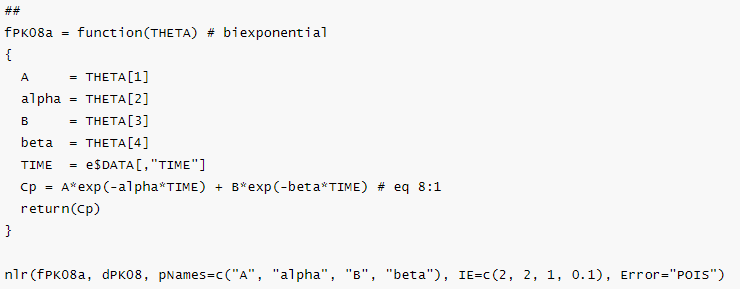 ##
fPK08a = function(THETA) # biexponential
{
  A     = THETA[1]
  alpha = THETA[2]
  B     = THETA[3]
  beta  = THETA[4]
  TIME  = e$DATA[,"TIME"]
  Cp = A*exp(-alpha*TIME) + B*exp(-beta*TIME) # eq 8:1
  return(Cp)
}
nlr(fPK08a, dPK08, pNames=c("A", "alpha", "B", "beta"), IE=c(2, 2, 1, 0.1), Error="POIS")